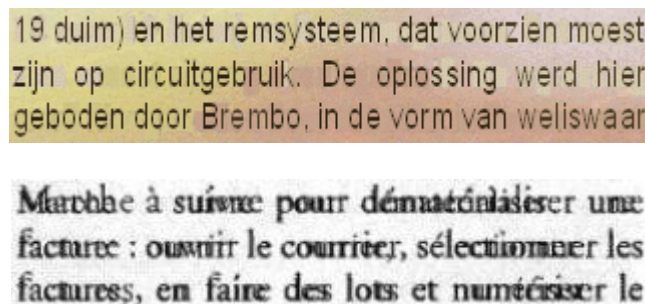 19 duim) en het remsysteem, dat voorzien moest
zijn op circuitgebruik. De oplossing werd hier
geboden door Brembo, in de vorm van weliswaar
Marche à suivre pour dématérialiser une
facture : ouvrir le courrier, sélectionner les
factures, en faire des lots et numériser le